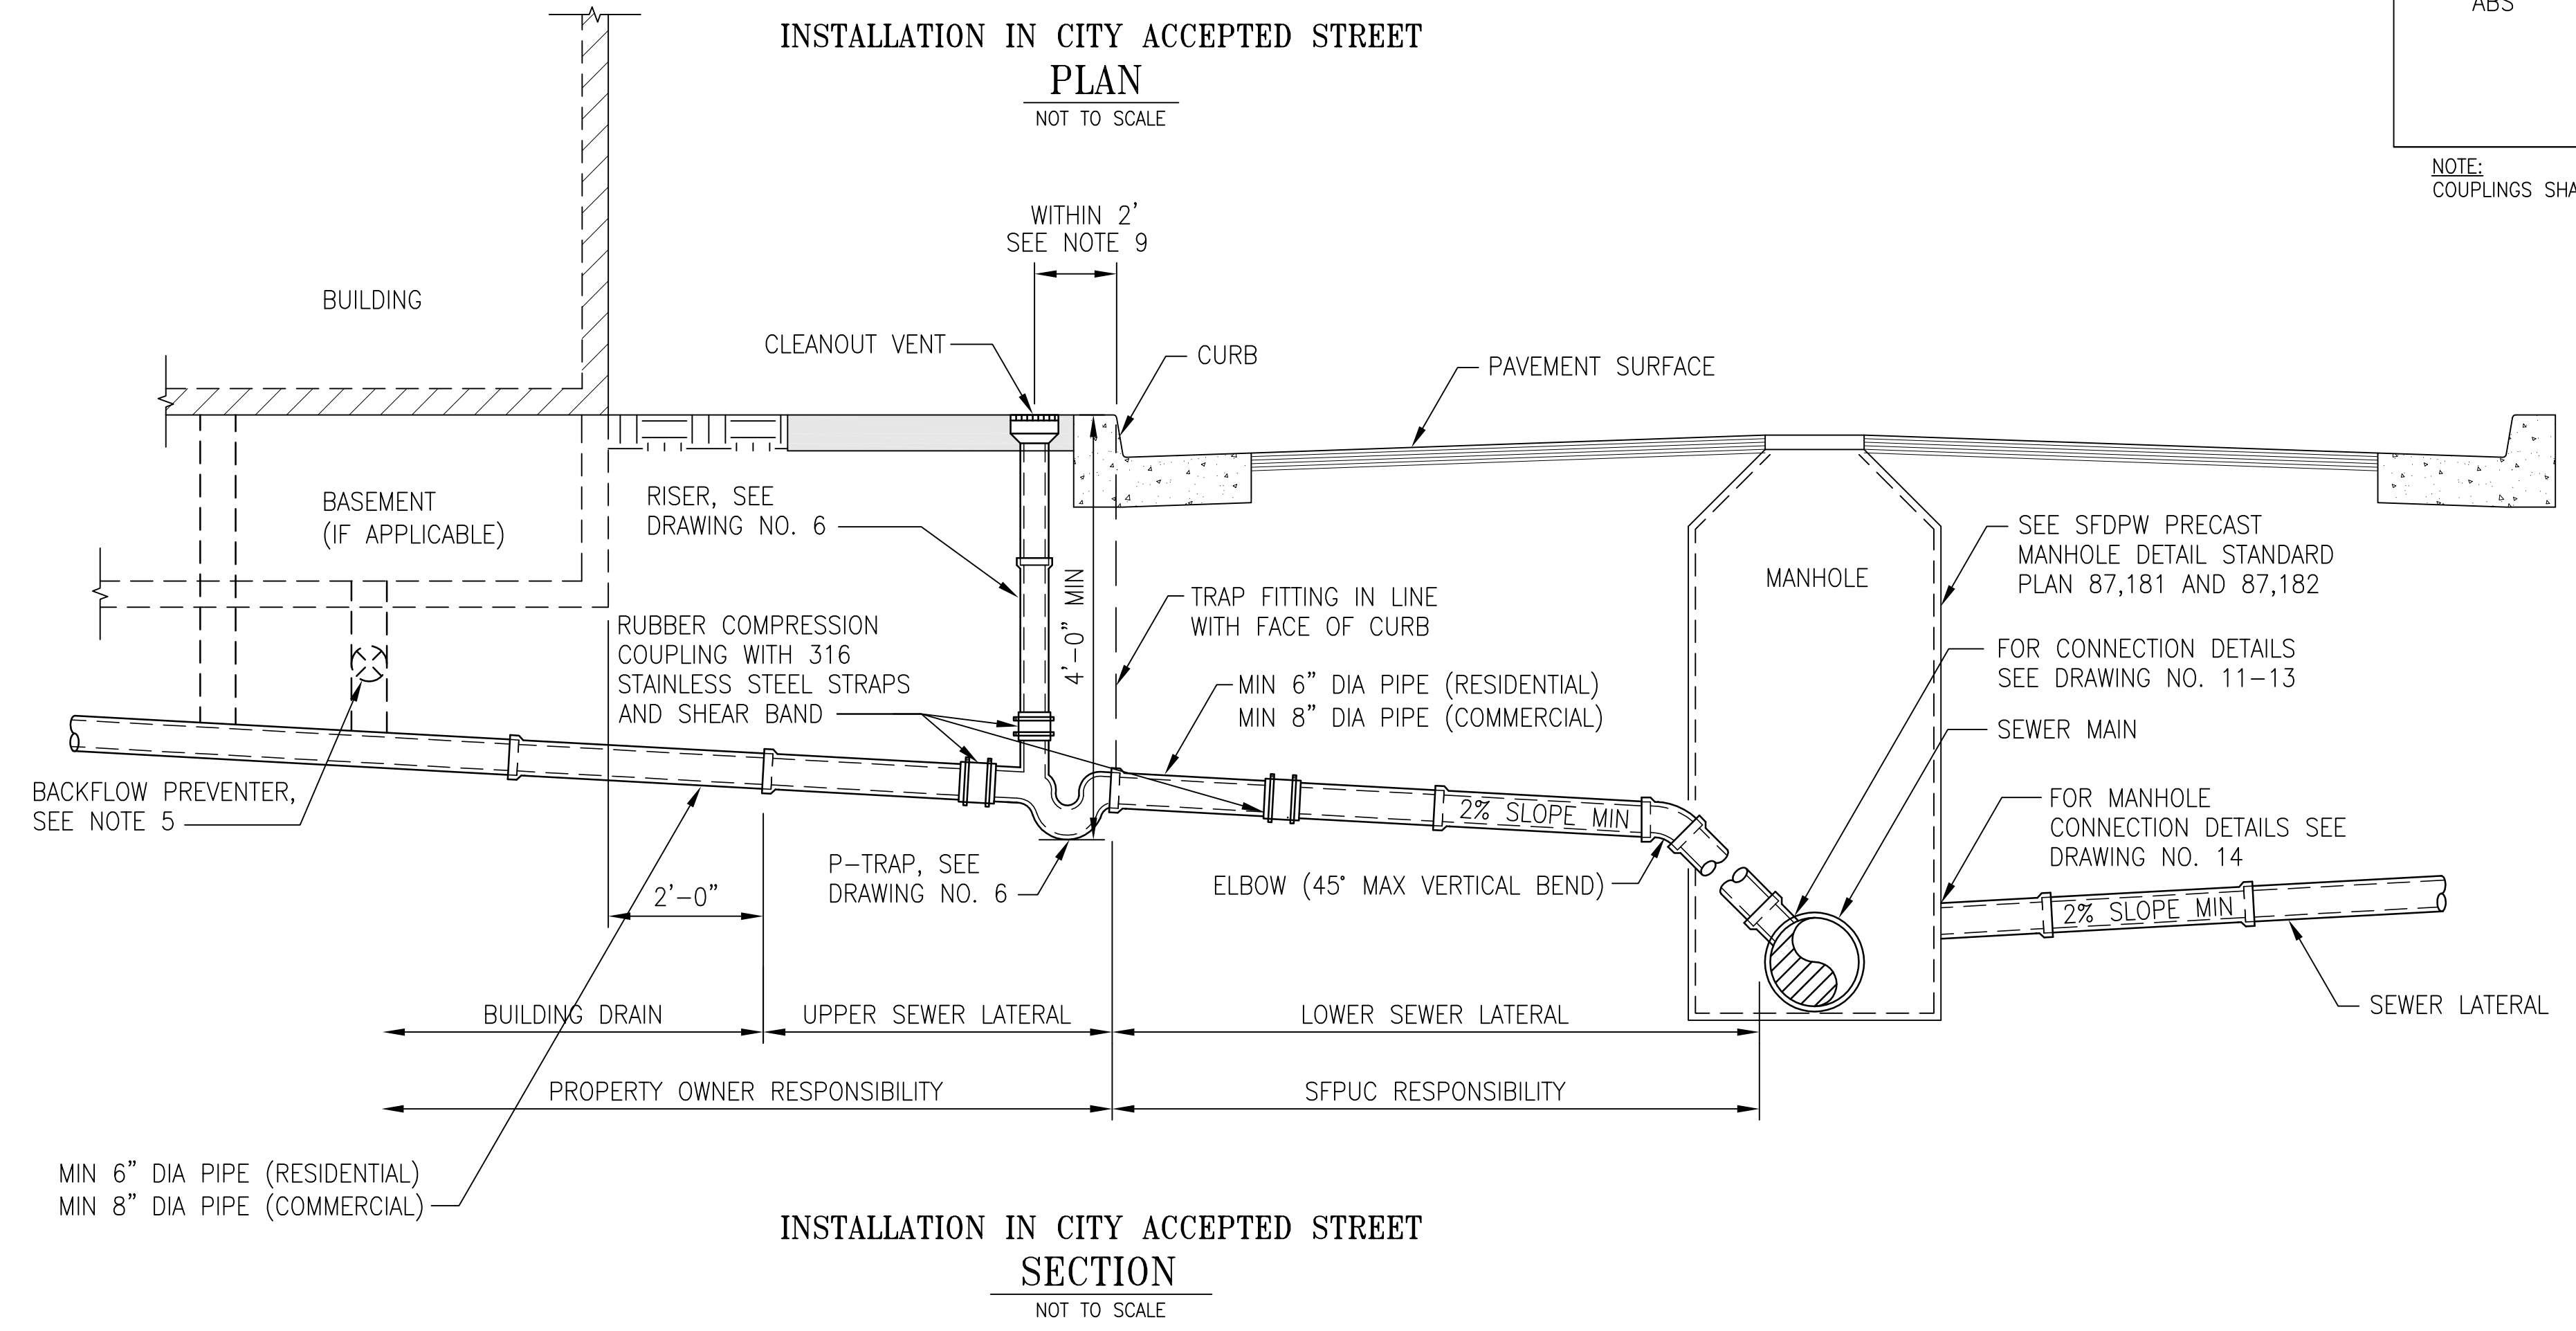 ABS
INSTALLATION IN CITY ACCEPTED STREET
PLAN
NOT TO SCALE
NOTE:
COUPLINGS SHA
WITHIN 2'
SEE NOTE 9
BUILDING
CLEANOUT VENT
CURB
PAVEMENT SURFACE
BASEMENT
(IF APPLICABLE)
RISER, SEE
DRAWING NO. 6
4'-0" MIN
RUBBER COMPRESSION
COUPLING WITH 316
STAINLESS STEEL STRAPS
AND SHEAR BAND
TRAP FITTING IN LINE
WITH FACE OF CURB
MIN 6" DIA PIPE (RESIDENTIAL)
MIN 8" DIA PIPE (COMMERCIAL)
MANHOLE
SEE SFDPW PRECAST
MANHOLE DETAIL STANDARD
PLAN 87,181 AND 87,182
FOR CONNECTION DETAILS
SEE DRAWING NO. 11-13
SEWER MAIN
FOR MANHOLE
CONNECTION DETAILS SEE
DRAWING NO. 14
BACKFLOW PREVENTER,
SEE NOTE 5
2% SLOPE MIN
P-TRAP, SEE
DRAWING NO. 6
ELBOW (45° MAX VERTICAL BEND)
2'-0"
2% SLOPE MIN
SEWER LATERAL
BUILDING DRAIN
UPPER SEWER LATERAL
LOWER SEWER LATERAL
PROPERTY OWNER RESPONSIBILITY
SFPUC RESPONSIBILITY
MIN 6" DIA PIPE (RESIDENTIAL)
MIN 8" DIA PIPE (COMMERCIAL)
INSTALLATION IN CITY ACCEPTED STREET
SECTION
NOT TO SCALE